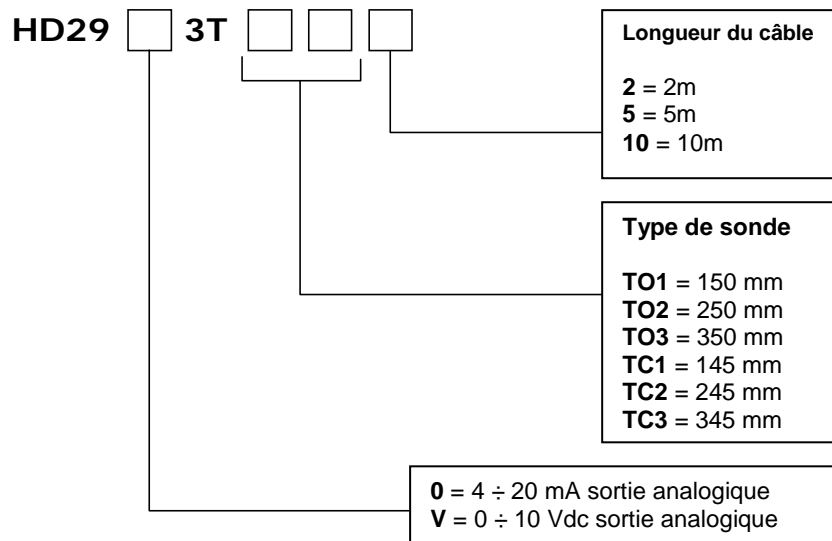 HD29 3T
Longueur du câble
2 = 2m
5 = 5m
10 = 10m
Type de sonde
TO1 = 150 mm
TO2 = 250 mm
TO3 = 350 mm
TC1 = 145 mm
TC2 = 245 mm
TC3 = 345 mm
0 = 4 ÷ 20 mA sortie analogique
V = 0 ÷ 10 Vdc sortie analogique